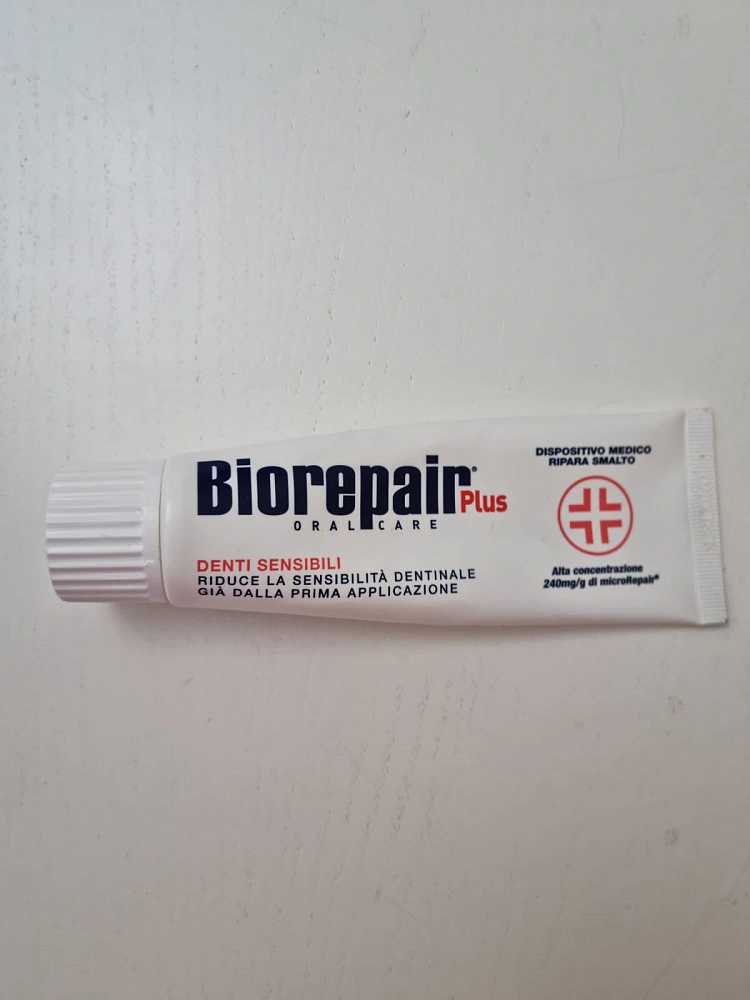 Biorepair®Plus
ORAL CARE
DENTI SENSIBILI
RIDUCE LA SENSIBILITÀ DENTINALE
GIÀ DALLA PRIMA APPLICAZIONE
DISPOSITIVO MEDICO
RIPARA SMALTO
Alta concentrazione
240mg/g di microRepair®